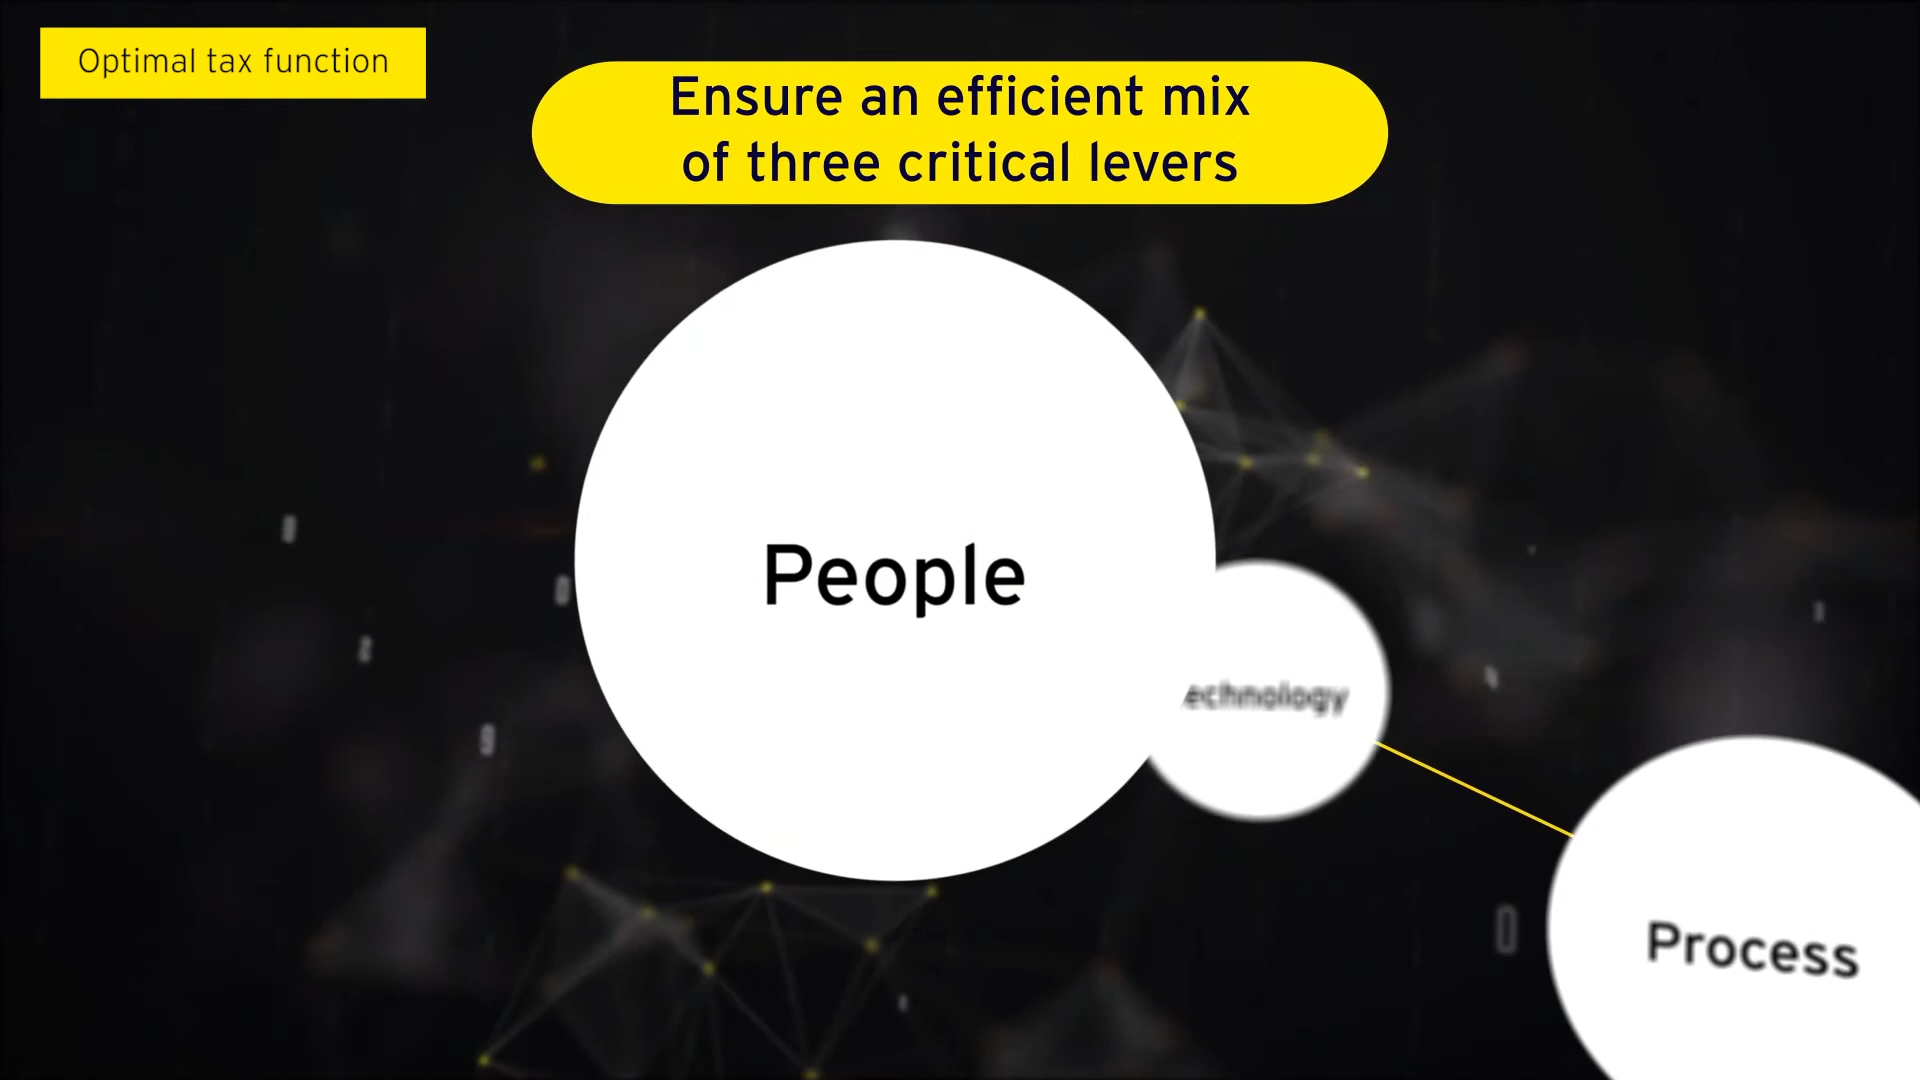 Optimal tax function
Ensure an efficient mix
of three critical levers
People
echnology
Process